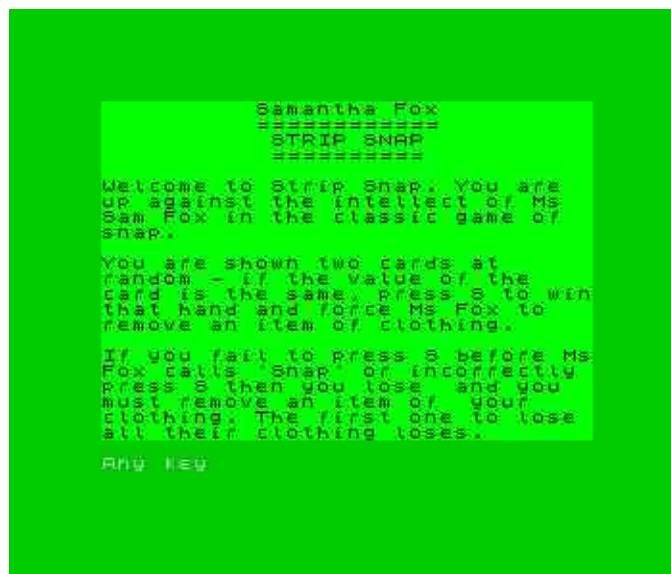 Samantha Fox
============
STRIP SNAP
==========
Welcome to Strip Snap. You are
up against the intellect of Ms
Sam Fox in the classic game of
snap.
You are shown two cards at
random - if the value of the
card is the same, press S to win
that hand and force Ms Fox to
remove an item of clothing.
If you fail to press S before Ms
Fox calls 'Snap' or incorrectly
press S then you lose  and you
must remove an item of  your
clothing. The first one to lose
all their clothing loses.
Any key